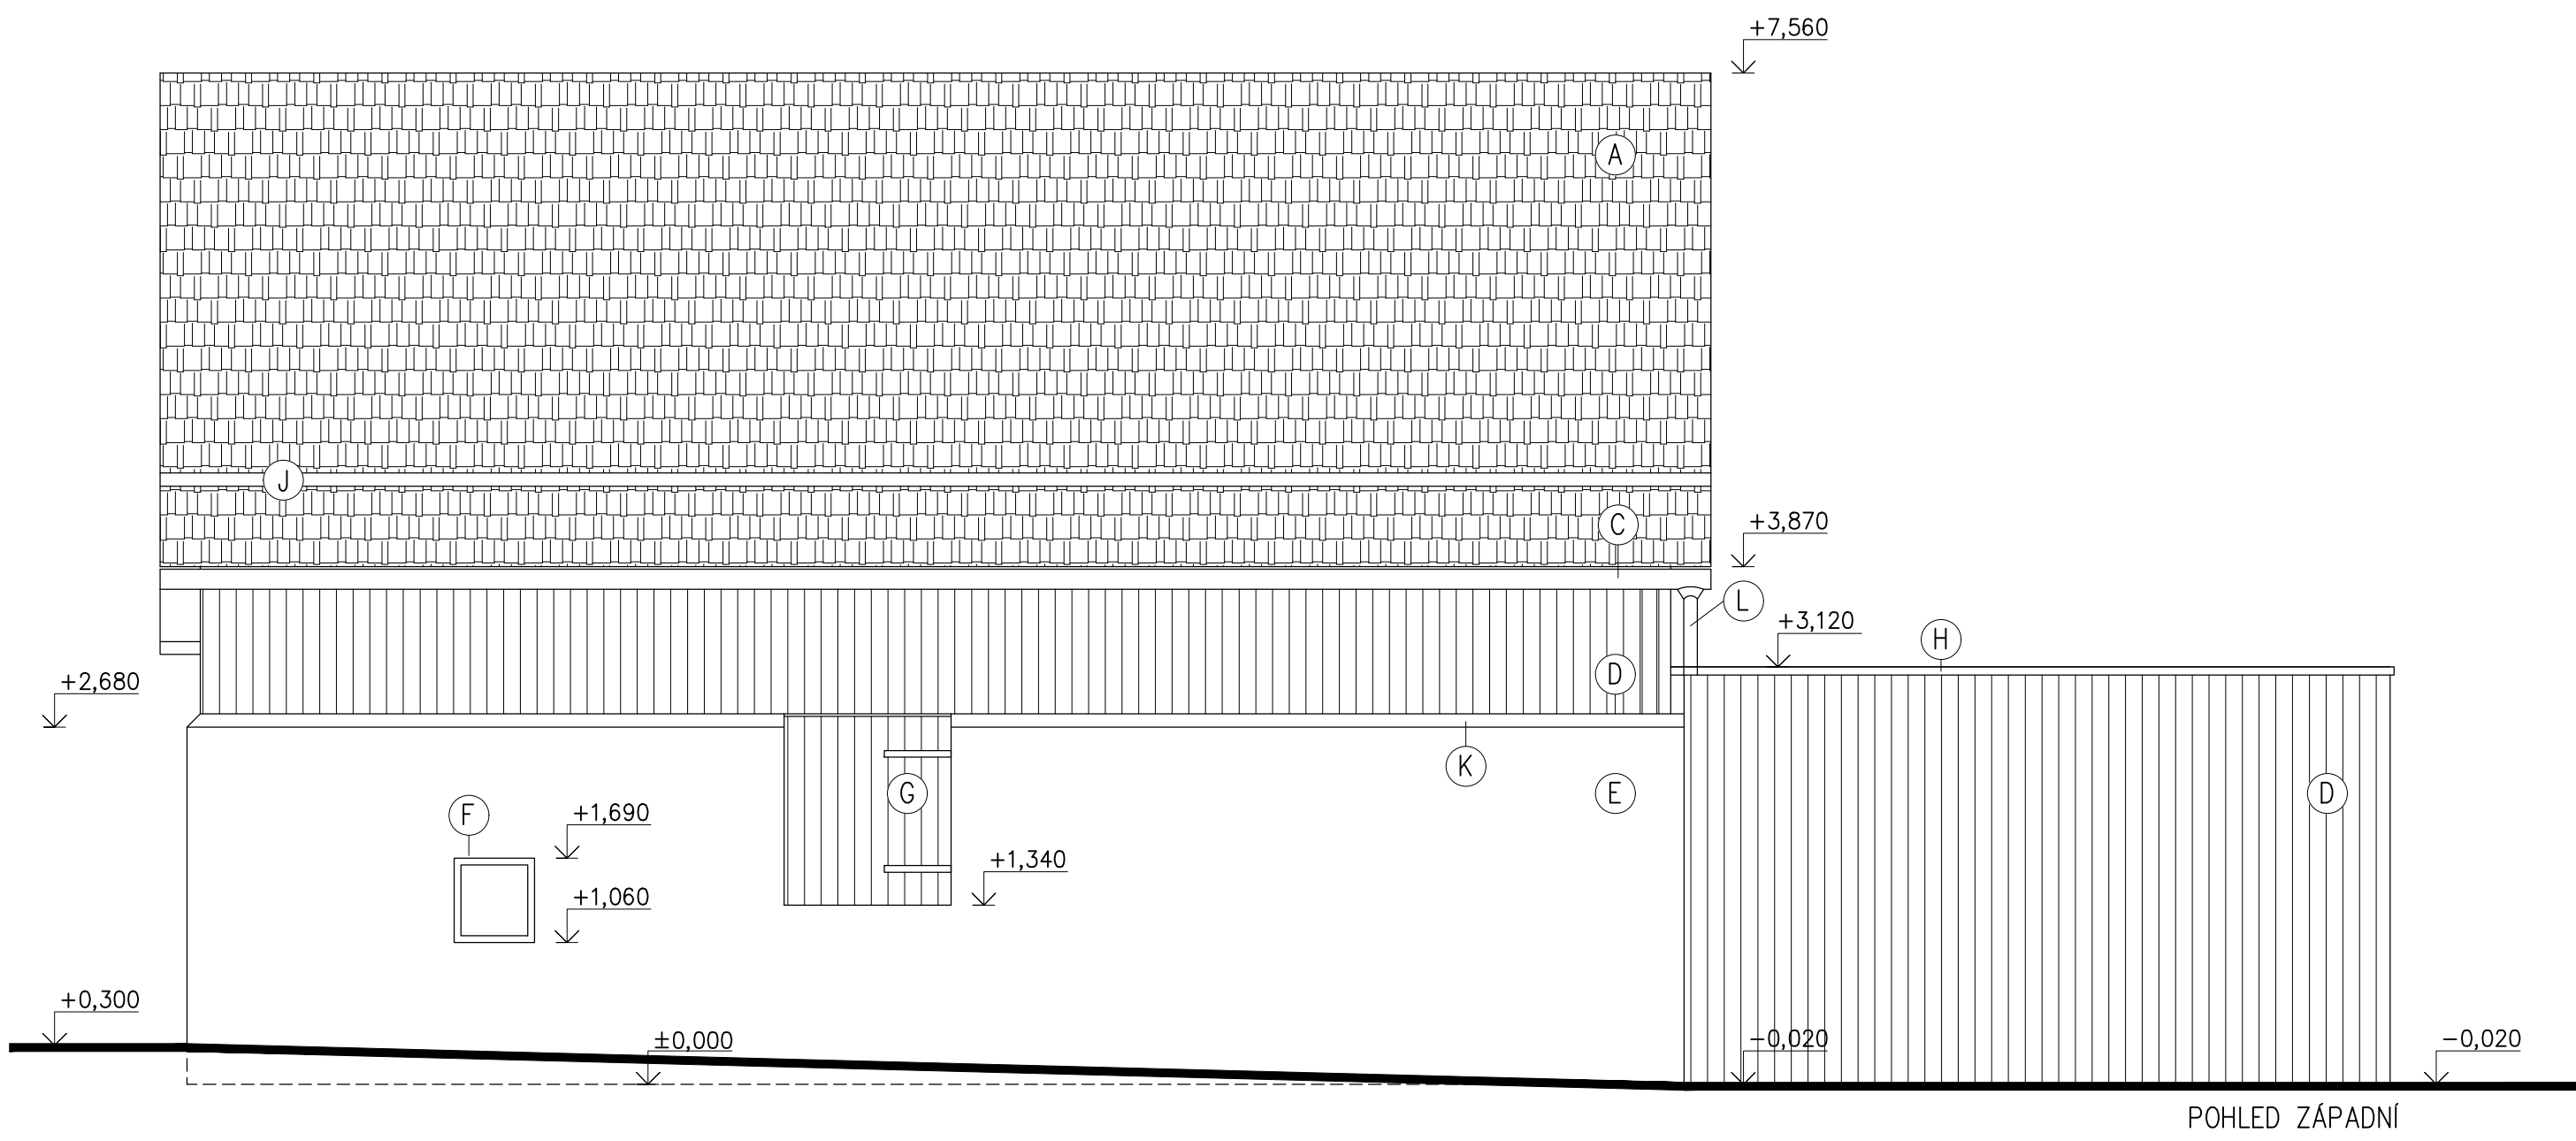 +7,560
A
J
C
+3,870
L
+3,120
H
D
+2,680
K
G
E
D
F
+1,690
+1,340
+1,060
+0,300
±0,000
-0,020
-0,020
POHLED ZÁPADNÍ